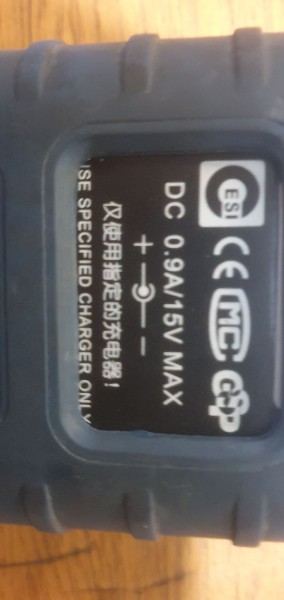 ESI CE MC GSP
DC 0.9A/15V MAX
+ -
仅使用指定的充电器！
USE SPECIFIED CHARGER ONLY